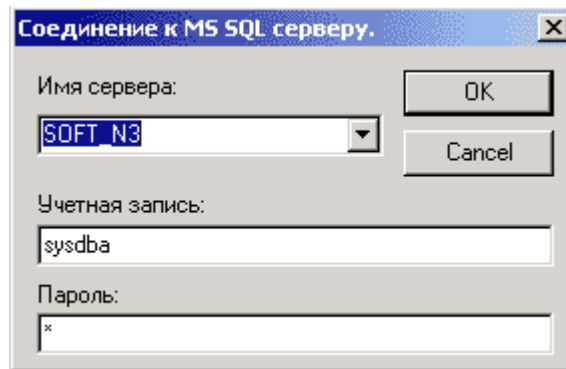 Соединение к MS SQL серверу.
Имя сервера:
OK
SOFT_N3
Cancel
Учетная запись:
sysdba
Пароль:
*